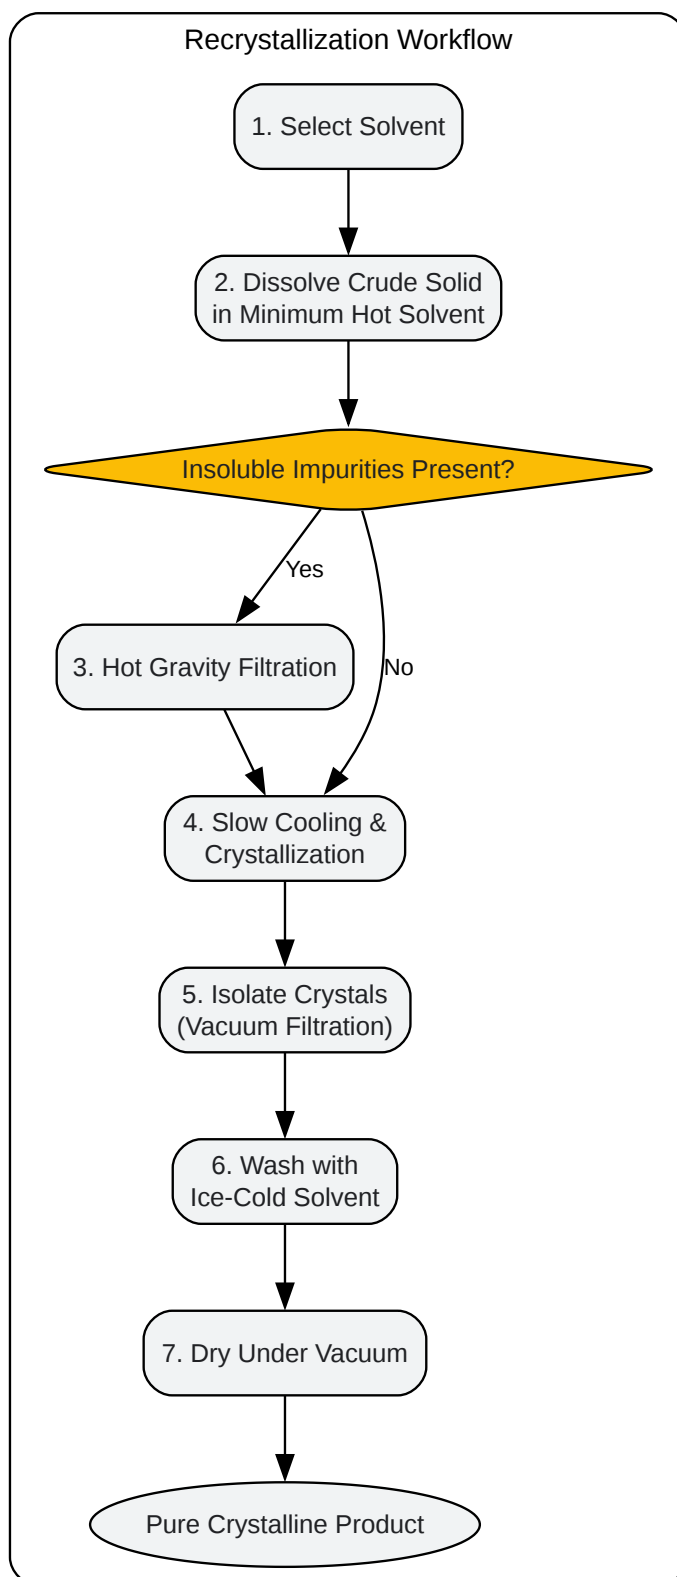 Recrystallization Workflow
1. Select Solvent
2. Dissolve Crude Solid
in Minimum Hot Solvent
Insoluble Impurities Present?
Yes
3. Hot Gravity Filtration
No
4. Slow Cooling &
Crystallization
5. Isolate Crystals
(Vacuum Filtration)
6. Wash with
Ice-Cold Solvent
7. Dry Under Vacuum
Pure Crystalline Product